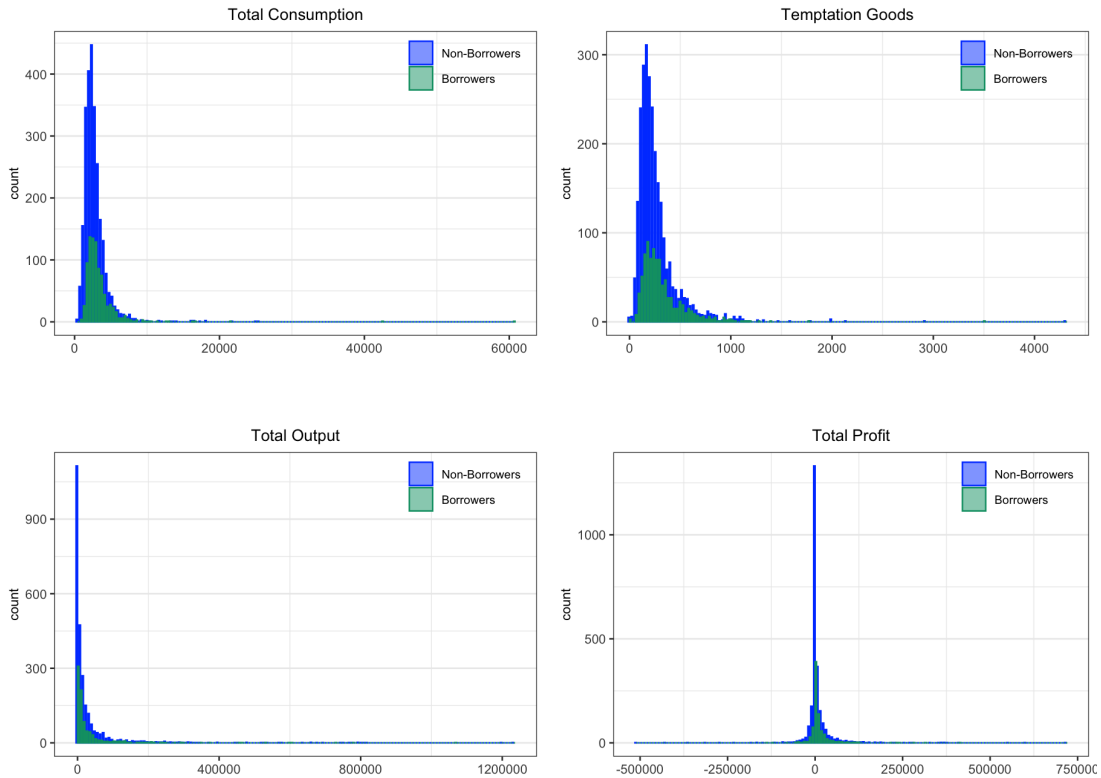 Total Consumption
count
400
300
200
100
0
0
20000
40000
60000
Non-Borrowers
Borrowers
Temptation Goods
count
300
200
100
0
0
1000
2000
3000
4000
Non-Borrowers
Borrowers
Total Output
count
900
600
300
0
0
400000
800000
1200000
Non-Borrowers
Borrowers
Total Profit
count
1000
500
0
-500000
-250000
0
250000
500000
750000
Non-Borrowers
Borrowers